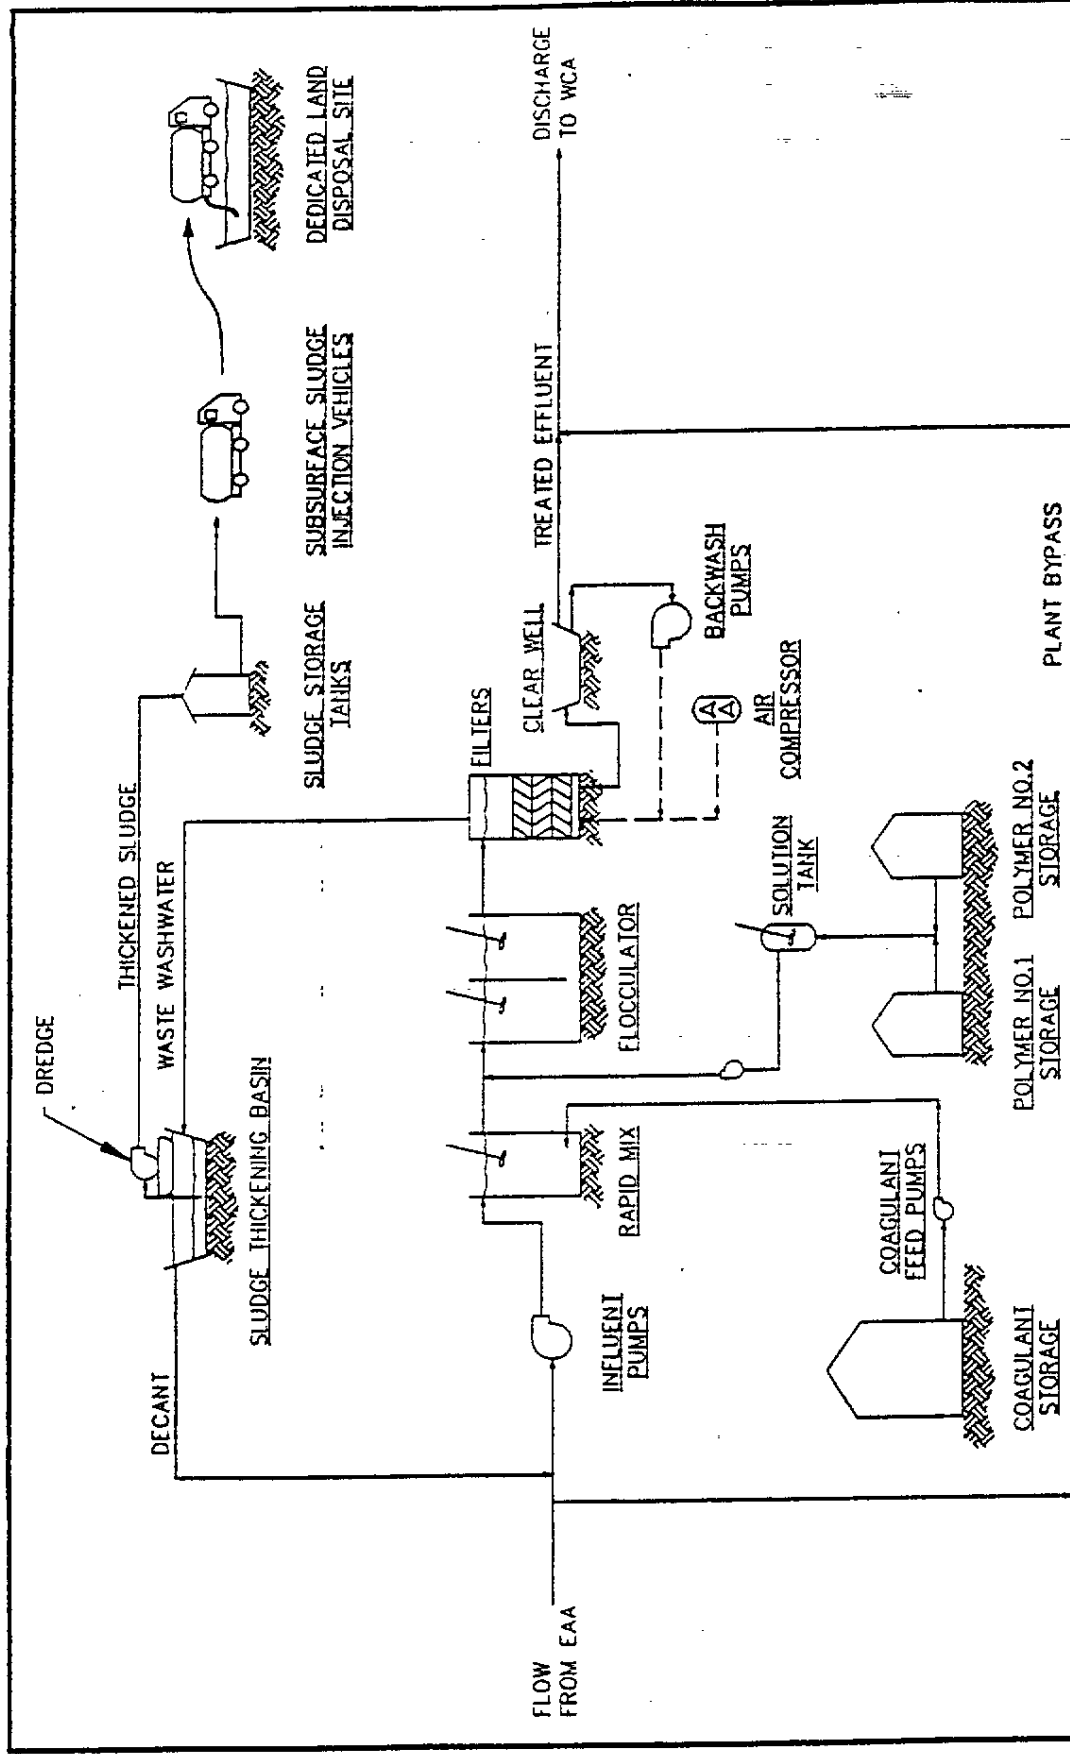 DREDGE
THICKENED SLUDGE
WASTE WASHWATER
DECANT
SLUDGE THICKENING BASIN
SLUDGE STORAGE
TANKS
SUBSUREACE SLUDGE
INJECTION VEHICLES
DEDICATED LAND
DISPOSAL SITE
FLOW
FROM EAA
INFLUENT
PUMPS
RAPID MIX
FLOCCULATOR
FILTERS
CLEAR WELL
TREATED EFFLUENT
DISCHARGE
TO WCA
BACKWASH
PUMPS
AIR
COMPRESSOR
SOLUTION
TANK
COAGULANT
FEED PUMPS
COAGULANT
STORAGE
POLYMER NO.1
STORAGE
POLYMER NO.2
STORAGE
PLANT BYPASS